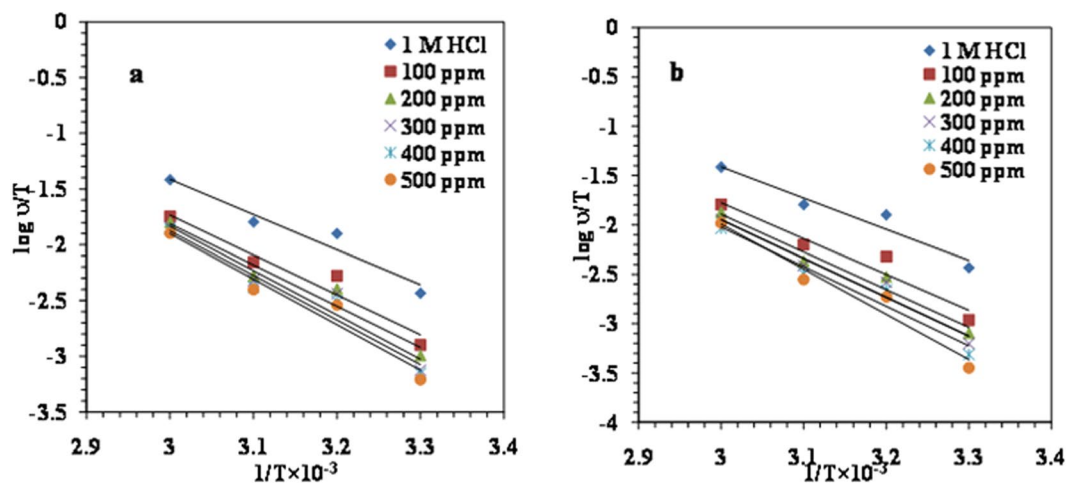 0
-0.5
-1
-1.5
-2
-2.5
-3
-3.5
log υ/T
a
1 M HCl
100 ppm
200 ppm
300 ppm
400 ppm
500 ppm
2.9 3 3.1 3.2 3.3 3.4
1/T×10⁻³
0
-0.5
-1
-1.5
-2
-2.5
-3
-3.5
-4
log υ/T
b
1 M HCl
100 ppm
200 ppm
300 ppm
400 ppm
500 ppm
2.9 3 3.1 3.2 3.3 3.4
1/T×10⁻³